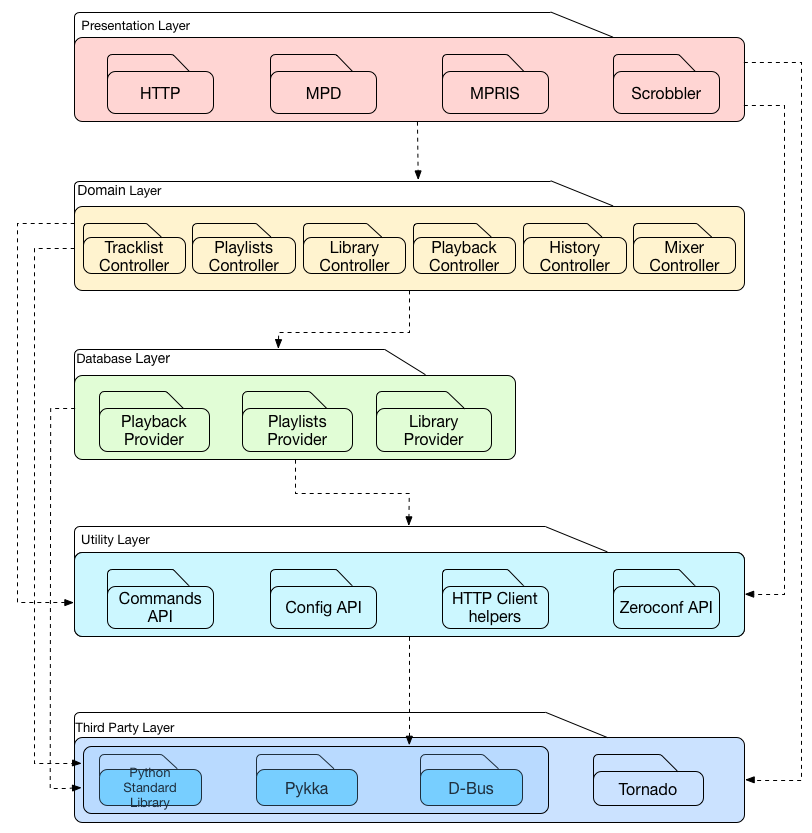 Presentation Layer
HTTP
MPD
MPRIS
Scrobbler
Domain Layer
Tracklist
Controller
Playlists
Controller
Library
Controller
Playback
Controller
History
Controller
Mixer
Controller
Database Layer
Playback
Provider
Playlists
Provider
Library
Provider
Utility Layer
Commands
API
Config API
HTTP Client
helpers
Zeroconf API
Third Party Layer
Python
Standard
Library
Pykka
D-Bus
Tornado